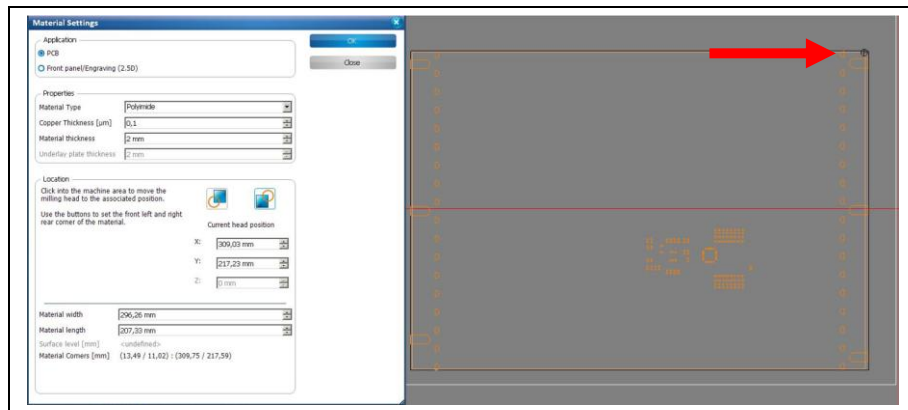 Material Settings
Application
PCB
Front panel/Engraving (2.5D)
OK
Close
Properties
Material Type Polyimide
Copper Thickness [µm] 0,1
Material thickness 2 mm
Underlay plate thickness 2 mm
Location
Click into the machine area to move the
milling head to the associated position.
Use the buttons to set the front left and right
rear corner of the material.
Current head position
X: 309,03 mm
Y: 217,23 mm
Z: 0 mm
Material width 296,26 mm
Material length 207,33 mm
Surface level [mm] <undefined>
Material Corners [mm] (13,49 / 11,02) : (309,75 / 217,59)